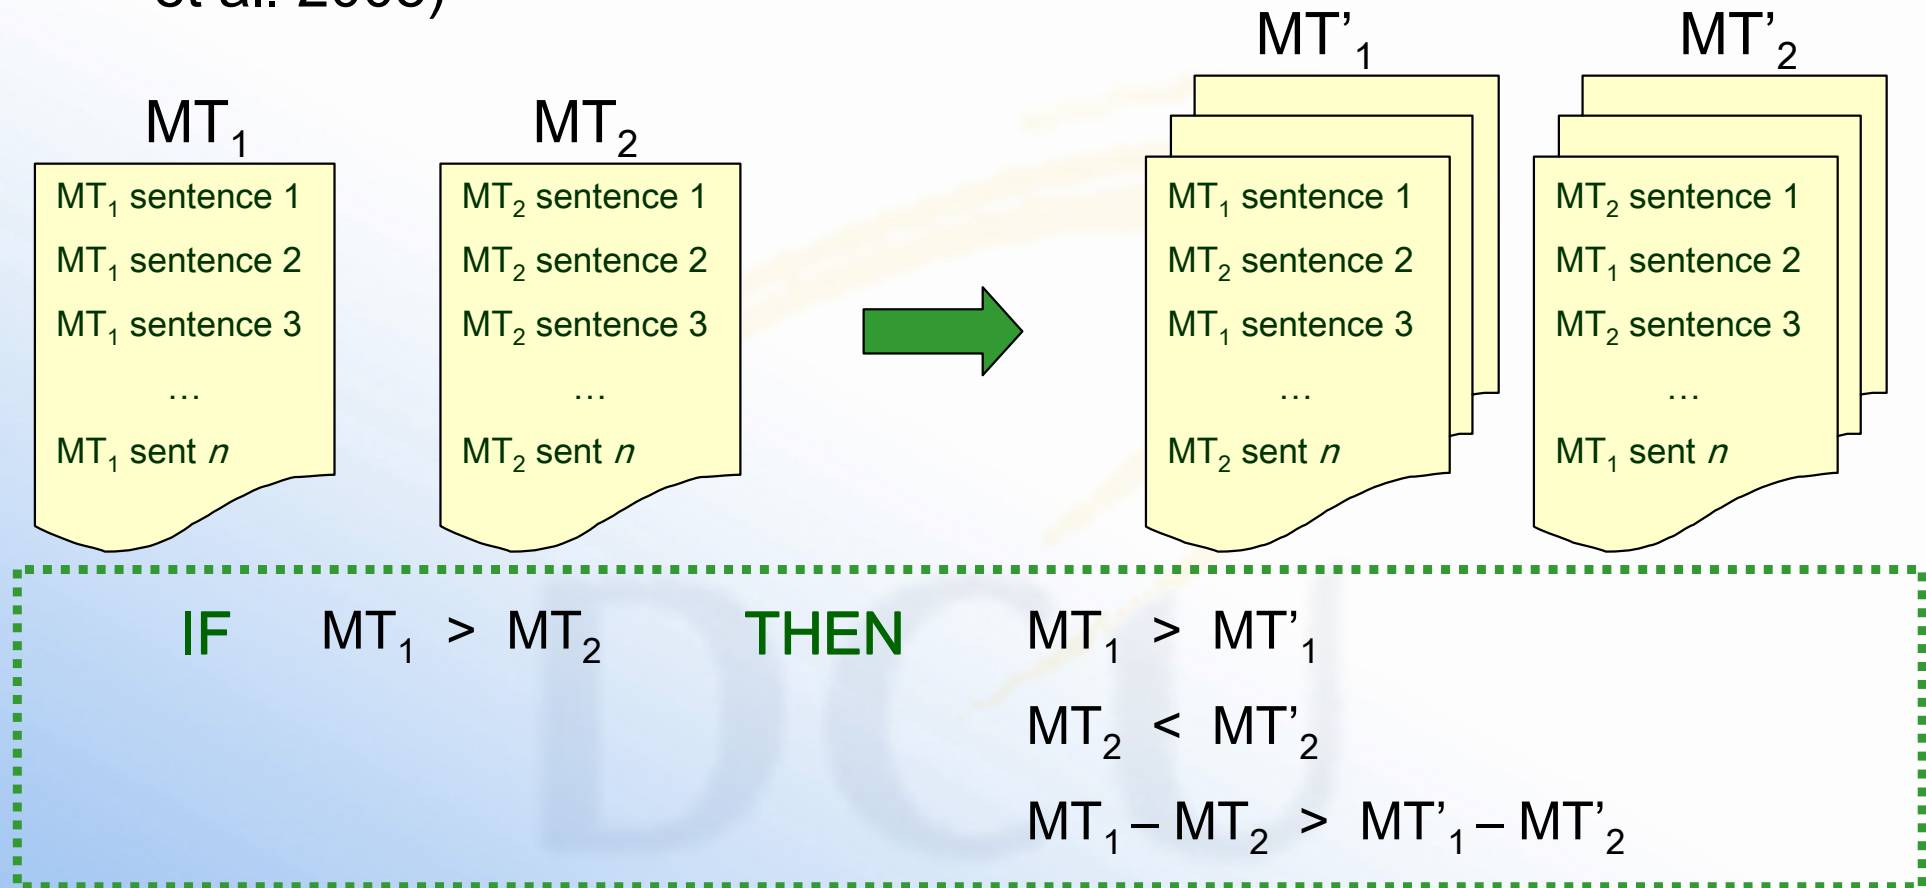 MT’1 MT’2
MT1 MT2
MT1 sentence 1
MT1 sentence 2
MT1 sentence 3
…
MT1 sent n
MT2 sentence 1
MT2 sentence 2
MT2 sentence 3
…
MT2 sent n
MT1 sentence 1
MT2 sentence 2
MT1 sentence 3
…
MT2 sent n
MT2 sentence 1
MT1 sentence 2
MT2 sentence 3
…
MT1 sent n
IF MT1 > MT2 THEN MT1 > MT’1
MT2 < MT’2
MT1 – MT2 > MT’1 – MT’2
DCU